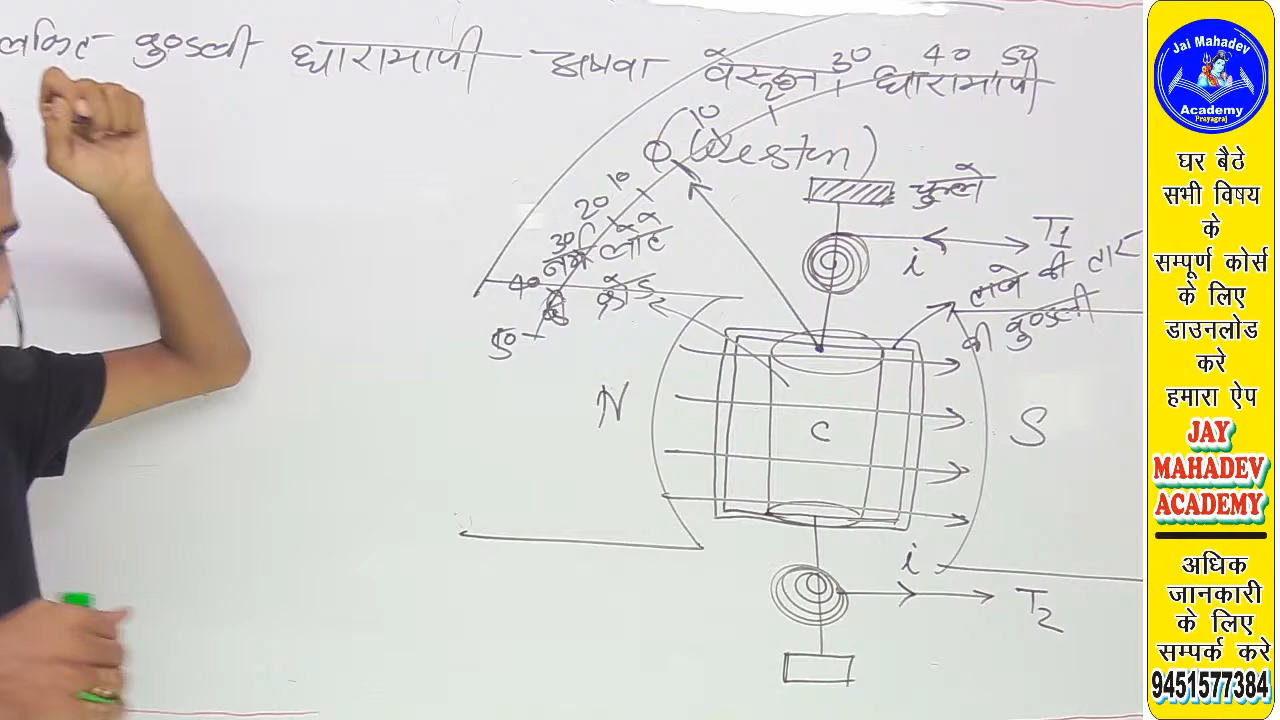 कुण्डली धारामापी अथवा वेस्टन धारामापी
(Weston)
0 10 20 30 40 50
10
20
30
40
50
नर्म लोहे
क्रोड
चूल
i T1
तांबे की तार
की कुण्डली
N C S
i T2
Jai Mahadev
Academy
Prayagraj
घर बैठे
सभी विषय
के
सम्पूर्ण कोर्स
के लिए
डाउनलोड
करे
हमारा ऐप
JAY
MAHADEV
ACADEMY
अधिक
जानकारी
के लिए
सम्पर्क करे
9451577384